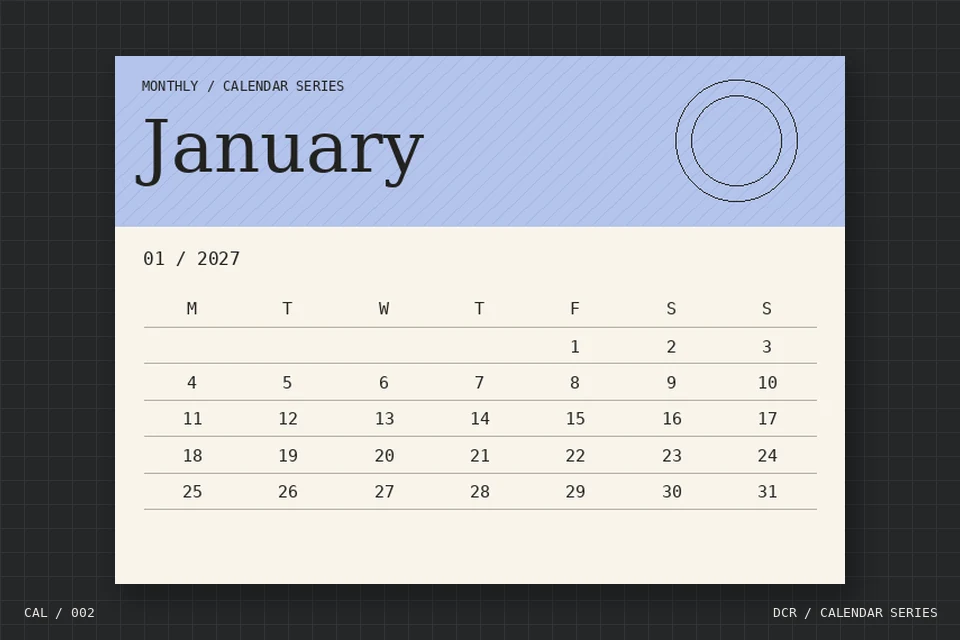 MONTHLY / CALENDAR SERIES
January
01 / 2027
M T W T F S S
1 2 3
4 5 6 7 8 9 10
11 12 13 14 15 16 17
18 19 20 21 22 23 24
25 26 27 28 29 30 31
CAL / 002
DCR / CALENDAR SERIES